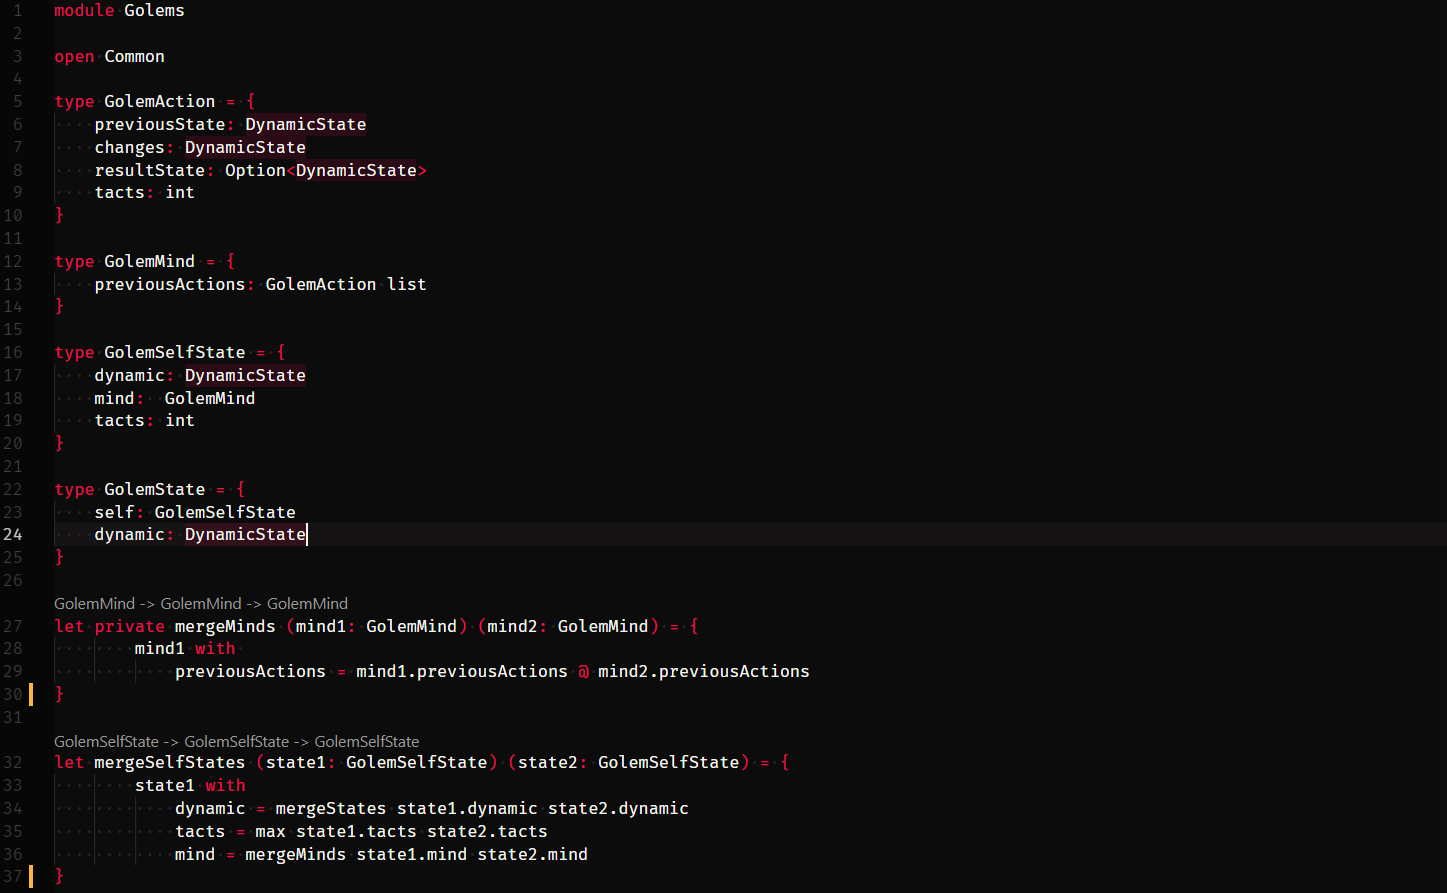 1 module Golems
2
3 open Common
4
5 type GolemAction = {
6 previousState: DynamicState
7 changes: DynamicState
8 resultState: Option<DynamicState>
9 tacts: int
10 }
11
12 type GolemMind = {
13 previousActions: GolemAction list
14 }
15
16 type GolemSelfState = {
17 dynamic: DynamicState
18 mind:  GolemMind
19 tacts: int
20 }
21
22 type GolemState = {
23 self: GolemSelfState
24 dynamic: DynamicState
25 }
26
GolemMind -> GolemMind -> GolemMind
27 let private mergeMinds (mind1: GolemMind) (mind2: GolemMind) = {
28 mind1 with
29 previousActions = mind1.previousActions @ mind2.previousActions
30 }
31
GolemSelfState -> GolemSelfState -> GolemSelfState
32 let mergeSelfStates (state1: GolemSelfState) (state2: GolemSelfState) = {
33 state1 with
34 dynamic = mergeStates state1.dynamic state2.dynamic
35 tacts = max state1.tacts state2.tacts
36 mind = mergeMinds state1.mind state2.mind
37 }